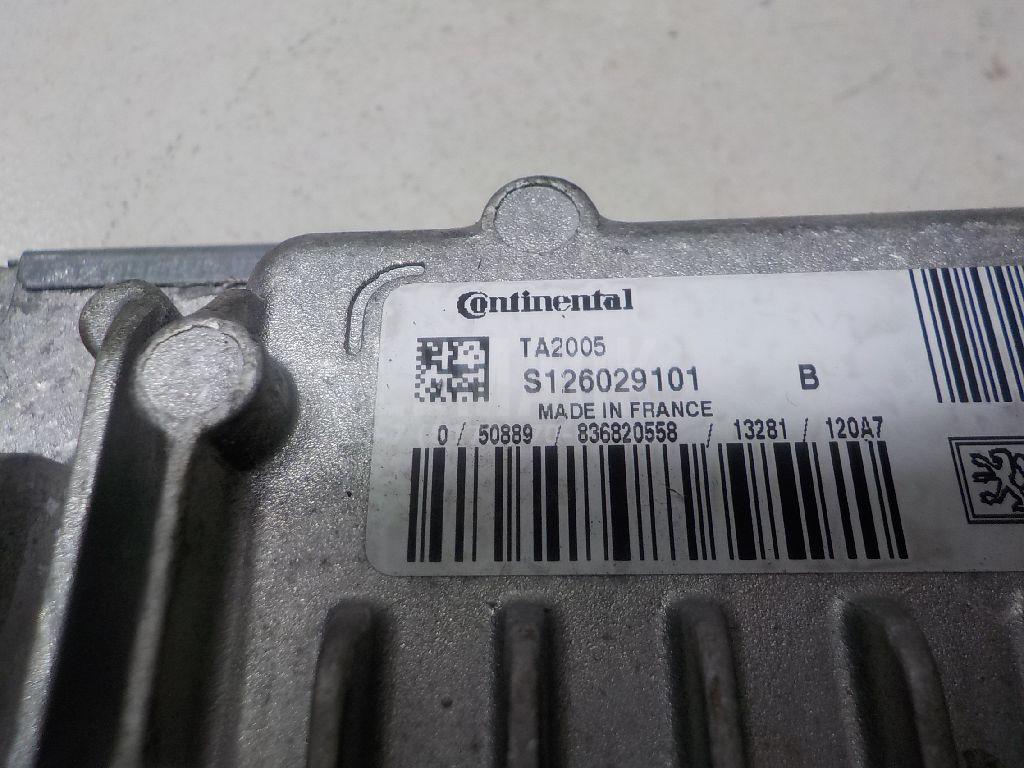 Continental
TA2005
S126029101 B
MADE IN FRANCE
0 / 50889 / 836820558 / 13281 / 120A7